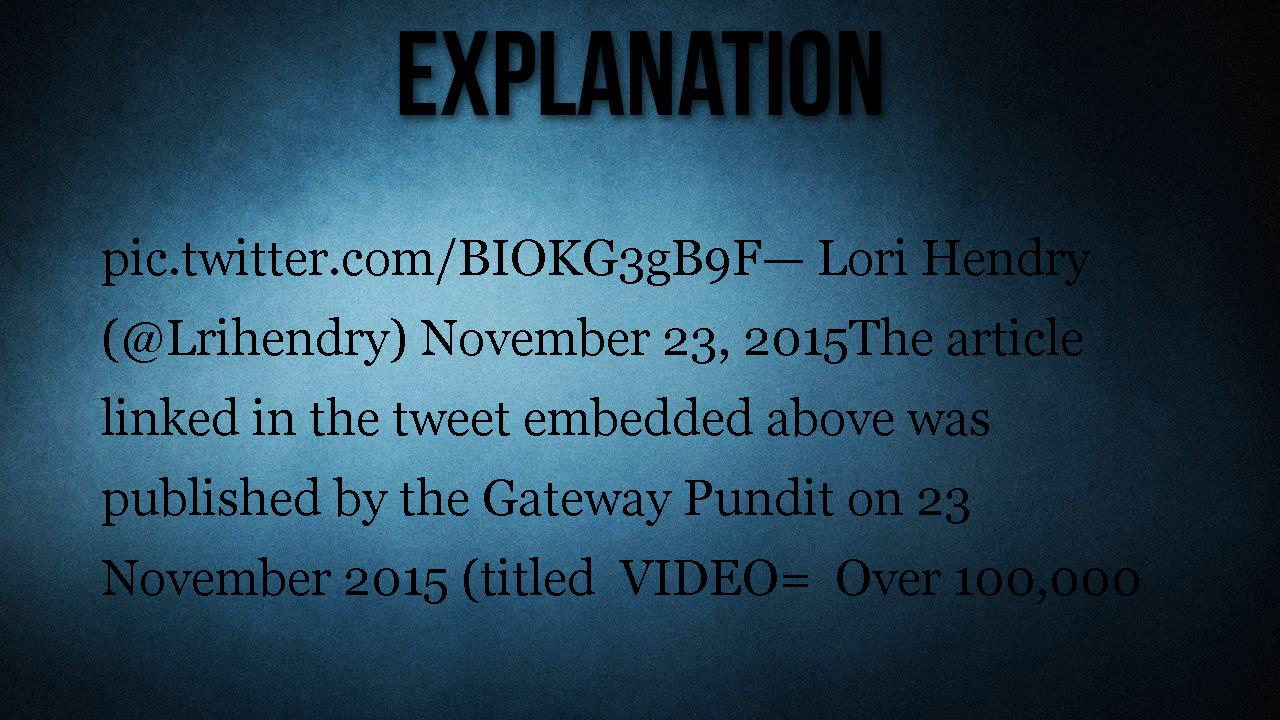 EXPLANATION
pic.twitter.com/BIOKG3gB9F— Lori Hendry
(@Lrihendry) November 23, 2015The article
linked in the tweet embedded above was
published by the Gateway Pundit on 23
November 2015 (titled  VIDEO=  Over 100,000